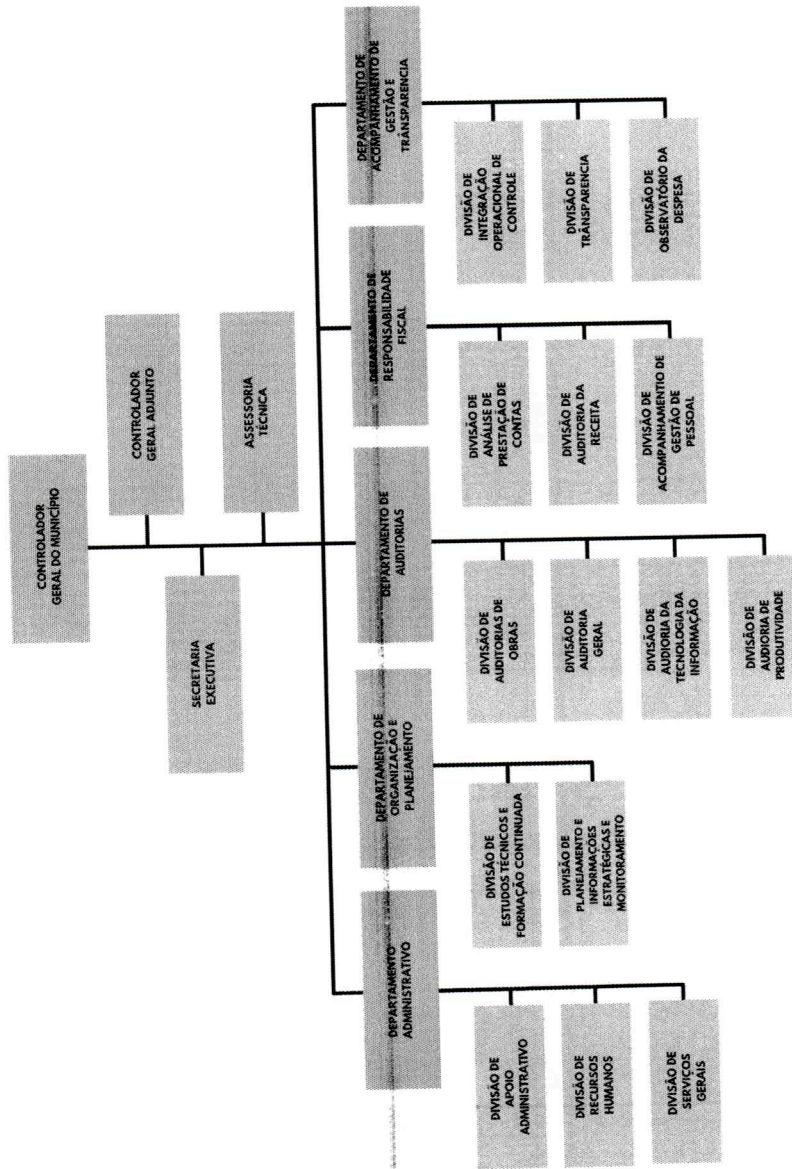 CONTROLADOR
GERAL DO MUNICÍPIO
CONTROLADOR
GERAL ADJUNTO
SECRETARIA
EXECUTIVA
ASSESSORIA
TÉCNICA
DEPARTAMENTO
ADMINISTRATIVO
DIVISÃO DE
APOIO
ADMINISTRATIVO
DIVISÃO DE
RECURSOS
HUMANOS
DIVISÃO DE
SERVIÇOS
GERAIS
DEPARTAMENTO DE
ORGANIZAÇÃO E
PLANEJAMENTO
DIVISÃO DE
ESTUDOS TÉCNICOS E
FORMAÇÃO CONTINUADA
DIVISÃO DE
PLANEJAMENTO E
INFORMAÇÕES
ESTRATÉGICAS E
MONITORAMENTO
DEPARTAMENTO DE
AUDITORIAS
DIVISÃO DE
AUDITORIAS DE
OBRAS
DIVISÃO DE
AUDITORIA
GERAL
DIVISÃO DE
AUDIORIA DA
TECNOLOGIA DA
INFORMAÇÃO
DIVISÃO DE
AUDIORIA DE
PRODUTIVIDADE
DEPARTAMENTO DE
RESPONSABILIDADE
FISCAL
DIVISÃO DE
ANÁLISE DE
PRESTAÇÃO DE
CONTAS
DIVISÃO DE
AUDITORIA DA
RECEITA
DIVISÃO DE
ACOMPANHAMENTIO DE
GESTÃO DE
PESSOAL
DEPARTAMENTO DE
ACOMPANHAMENTO DE
GESTÃO E
TRÂNSPARENCIA
DIVISÃO DE
INTEGRAÇÃO
OPERACIONAL DE
CONTROLE
DIVISÃO DE
TRÂNSPARENCIA
DIVISÃO DE
OBSERVATÓRIO DA
DESPESA